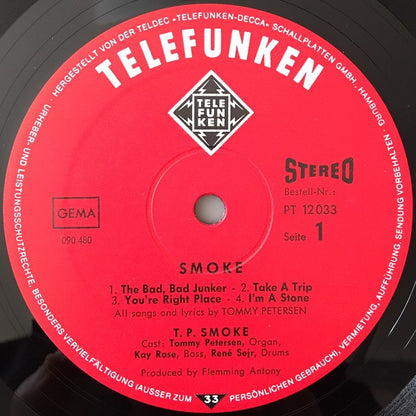 HERGESTELLT VON DER TELDEC »TELEFUNKEN-DECCA« SCHALLPLATTEN GMBH., HAMBURG -
URHEBER- UND LEISTUNGSSCHUTZRECHTE, BESONDERS VERVIELFÄLTIGUNG (AUSSER ZUM PERSÖNLICHEN GEBRAUCH), VERMIETUNG, AUFFÜHRUNG, SENDUNG VORBEHALTEN.
TELEFUNKEN
TELE
FUN
KEN
STEREO
Bestell-Nr.:
PT 12 033
Seite 1
GEMA
090 480
SMOKE
1. The Bad, Bad Junker - 2. Take A Trip
3. You're Right Place - 4. I'm A Stone
All songs and lyrics by TOMMY PETERSEN
T. P. SMOKE
Cast: Tommy Petersen, Organ,
Kay Rose, Bass, René Sejr, Drums
Produced by Flemming Antony
33